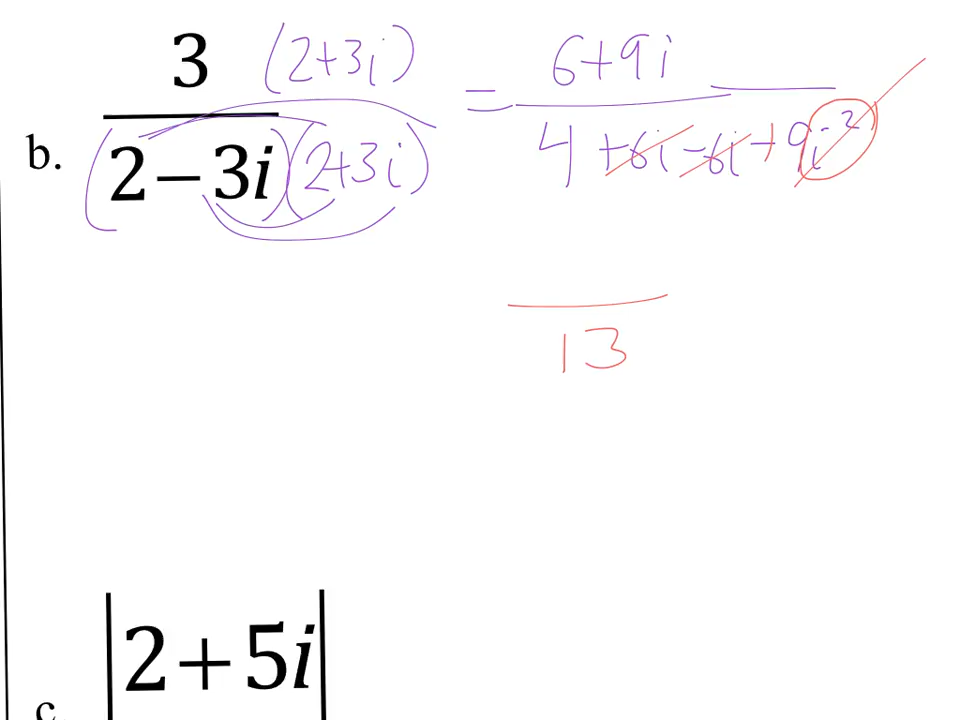 b. 3(2+3i) / (2−3i)(2+3i) = 6+9i / 4+6i−6i+9i²
13
c. |2+5i|